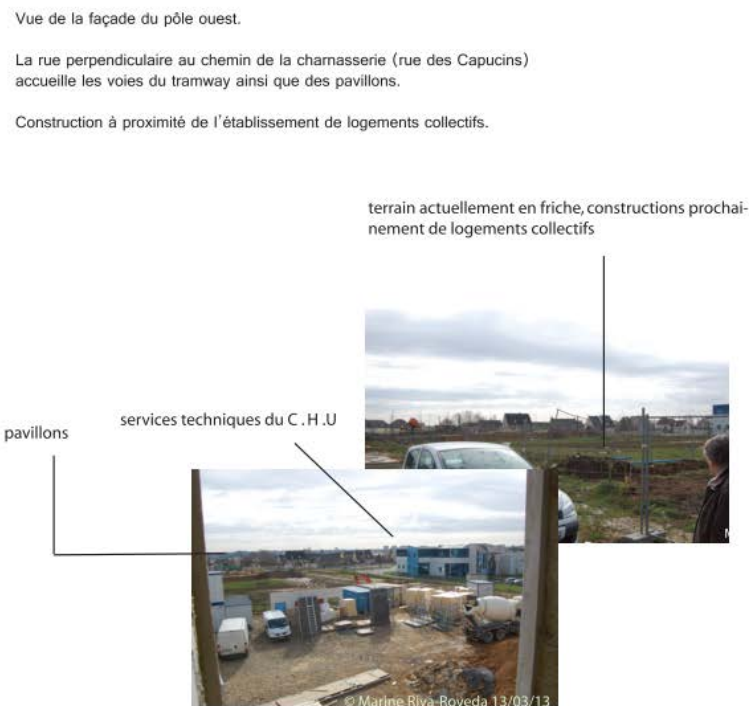 Vue de la façade du pôle ouest.
La rue perpendiculaire au chemin de la charnasserie (rue des Capucins)
accueille les voies du tramway ainsi que des pavillons.
Construction à proximité de l'établissement de logements collectifs.
terrain actuellement en friche, constructions prochai-
nement de logements collectifs
services techniques du C . H .U
pavillons
© Marine Riva-Roveda 13/03/13